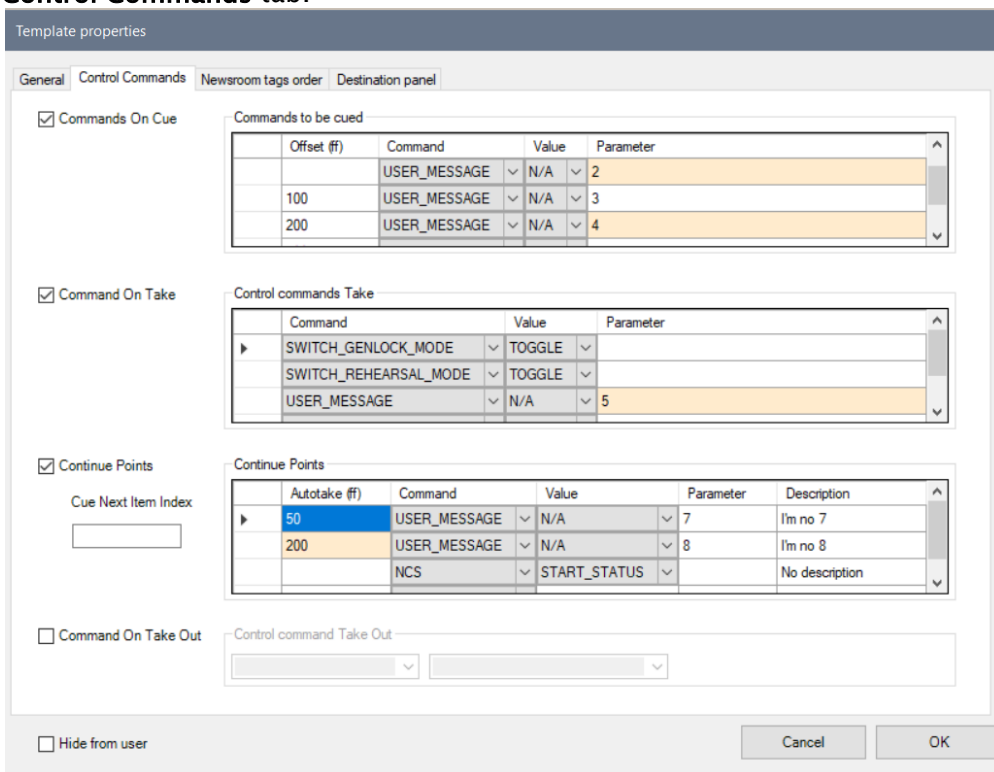 Control Commands tab.
Template properties
General Control Commands Newsroom tags order Destination panel
Commands On Cue
Commands to be cued
Offset (ff) Command Value Parameter
USER_MESSAGE N/A 2
100 USER_MESSAGE N/A 3
200 USER_MESSAGE N/A 4
Command On Take
Control commands Take
Command Value Parameter
SWITCH_GENLOCK_MODE TOGGLE
SWITCH_REHEARSAL_MODE TOGGLE
USER_MESSAGE N/A 5
Continue Points
Cue Next Item Index
Continue Points
Autotake (ff) Command Value Parameter Description
50 USER_MESSAGE N/A 7 I'm no 7
200 USER_MESSAGE N/A 8 I'm no 8
NCS START_STATUS No description
Command On Take Out
Control command Take Out
Hide from user
Cancel OK